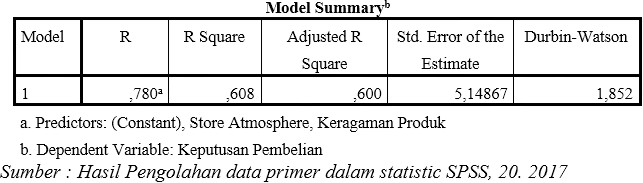 Model Summaryb
Model R R Square Adjusted R Square Std. Error of the Estimate Durbin-Watson
1 ,780a ,608 ,600 5,14867 1,852
a. Predictors: (Constant), Store Atmosphere, Keragaman Produk
b. Dependent Variable: Keputusan Pembelian
Sumber : Hasil Pengolahan data primer dalam statistic SPSS, 20. 2017